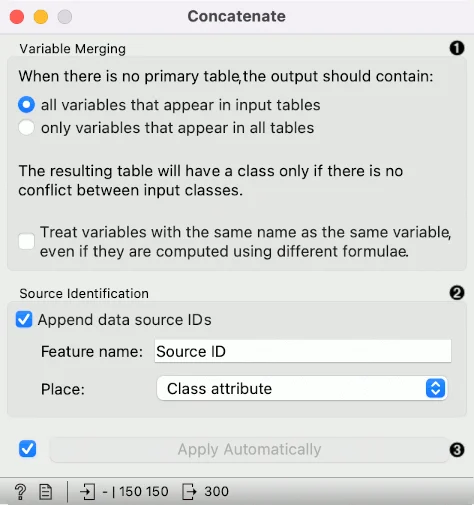 Concatenate
Variable Merging ❶
When there is no primary table,the output should contain:
all variables that appear in input tables
only variables that appear in all tables
The resulting table will have a class only if there is no
conflict between input classes.
Treat variables with the same name as the same variable,
even if they are computed using different formulae.
Source Identification ❷
Append data source IDs
Feature name: Source ID
Place: Class attribute
Apply Automatically ❸
? - | 150 150 300